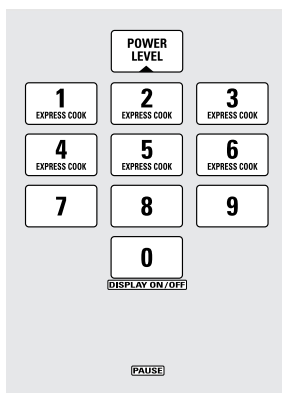 POWER
LEVEL
1 2 3
EXPRESS COOK EXPRESS COOK EXPRESS COOK
4 5 6
EXPRESS COOK EXPRESS COOK EXPRESS COOK
7 8 9
0
DISPLAY ON/OFF
PAUSE